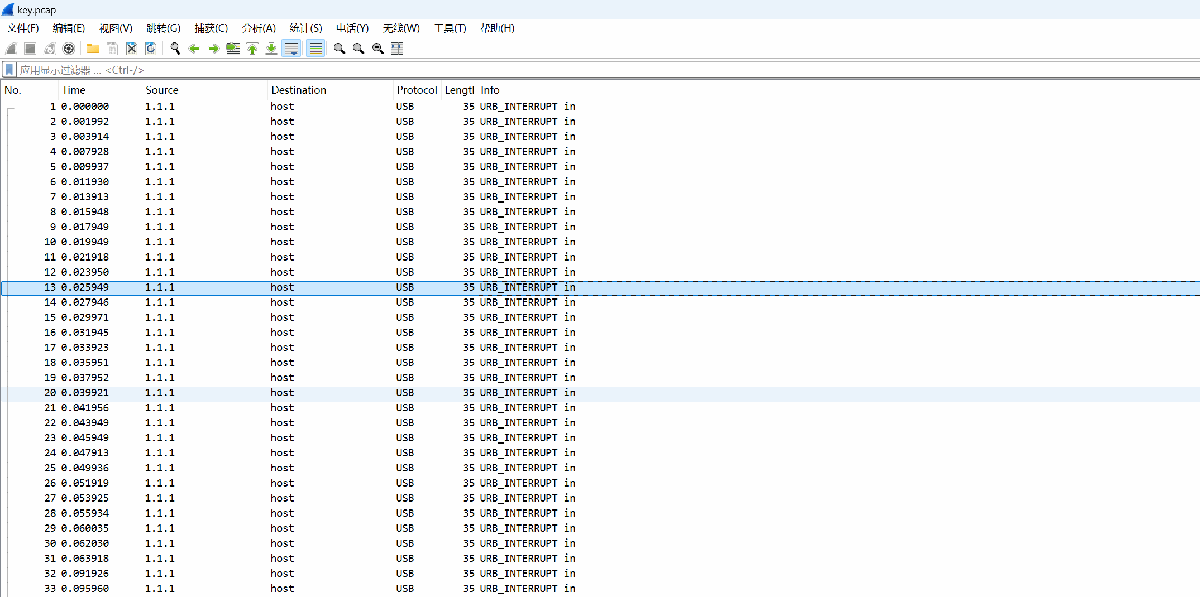 key.pcap
文件(F) 编辑(E) 视图(V) 跳转(G) 捕获(C) 分析(A) 统计(S) 电话(Y) 无线(W) 工具(T) 帮助(H)
应用显示过滤器 … <Ctrl-/>
No. Time Source Destination Protocol Lengtl Info
1 0.000000 1.1.1 host USB 35 URB_INTERRUPT in
2 0.001992 1.1.1 host USB 35 URB_INTERRUPT in
3 0.003914 1.1.1 host USB 35 URB_INTERRUPT in
4 0.007928 1.1.1 host USB 35 URB_INTERRUPT in
5 0.009937 1.1.1 host USB 35 URB_INTERRUPT in
6 0.011930 1.1.1 host USB 35 URB_INTERRUPT in
7 0.013913 1.1.1 host USB 35 URB_INTERRUPT in
8 0.015948 1.1.1 host USB 35 URB_INTERRUPT in
9 0.017949 1.1.1 host USB 35 URB_INTERRUPT in
10 0.019949 1.1.1 host USB 35 URB_INTERRUPT in
11 0.021918 1.1.1 host USB 35 URB_INTERRUPT in
12 0.023950 1.1.1 host USB 35 URB_INTERRUPT in
13 0.025949 1.1.1 host USB 35 URB_INTERRUPT in
14 0.027946 1.1.1 host USB 35 URB_INTERRUPT in
15 0.029971 1.1.1 host USB 35 URB_INTERRUPT in
16 0.031945 1.1.1 host USB 35 URB_INTERRUPT in
17 0.033923 1.1.1 host USB 35 URB_INTERRUPT in
18 0.035951 1.1.1 host USB 35 URB_INTERRUPT in
19 0.037952 1.1.1 host USB 35 URB_INTERRUPT in
20 0.039921 1.1.1 host USB 35 URB_INTERRUPT in
21 0.041956 1.1.1 host USB 35 URB_INTERRUPT in
22 0.043949 1.1.1 host USB 35 URB_INTERRUPT in
23 0.045949 1.1.1 host USB 35 URB_INTERRUPT in
24 0.047913 1.1.1 host USB 35 URB_INTERRUPT in
25 0.049936 1.1.1 host USB 35 URB_INTERRUPT in
26 0.051919 1.1.1 host USB 35 URB_INTERRUPT in
27 0.053925 1.1.1 host USB 35 URB_INTERRUPT in
28 0.055934 1.1.1 host USB 35 URB_INTERRUPT in
29 0.060035 1.1.1 host USB 35 URB_INTERRUPT in
30 0.062030 1.1.1 host USB 35 URB_INTERRUPT in
31 0.063918 1.1.1 host USB 35 URB_INTERRUPT in
32 0.091926 1.1.1 host USB 35 URB_INTERRUPT in
33 0.095960 1.1.1 host USB 35 URB_INTERRUPT in